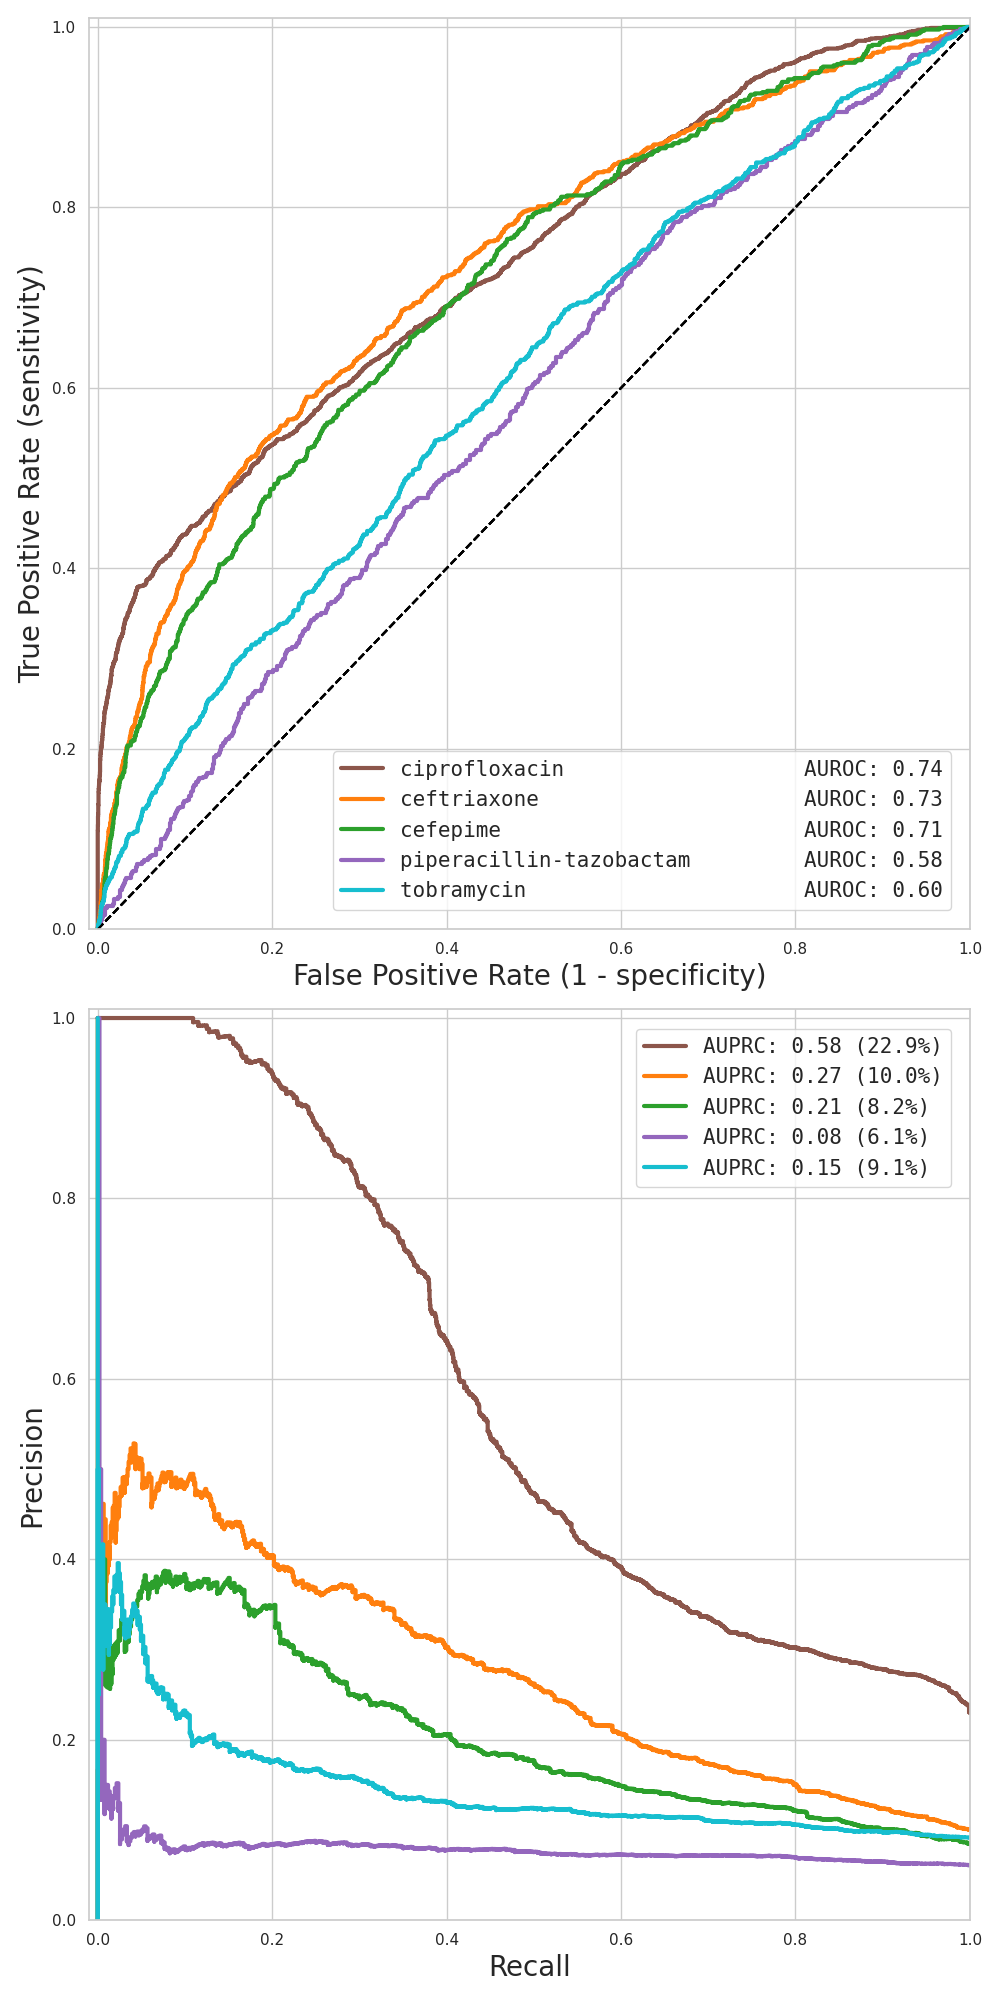 1.0
0.8
0.6
0.4
0.2
0.0
True Positive Rate (sensitivity)
ciprofloxacin AUROC: 0.74
ceftriaxone AUROC: 0.73
cefepime AUROC: 0.71
piperacillin-tazobactam AUROC: 0.58
tobramycin AUROC: 0.60
0.0 0.2 0.4 0.6 0.8 1.0
False Positive Rate (1 - specificity)
1.0
0.8
0.6
0.4
0.2
0.0
Precision
AUPRC: 0.58 (22.9%)
AUPRC: 0.27 (10.0%)
AUPRC: 0.21 (8.2%)
AUPRC: 0.08 (6.1%)
AUPRC: 0.15 (9.1%)
0.0 0.2 0.4 0.6 0.8 1.0
Recall